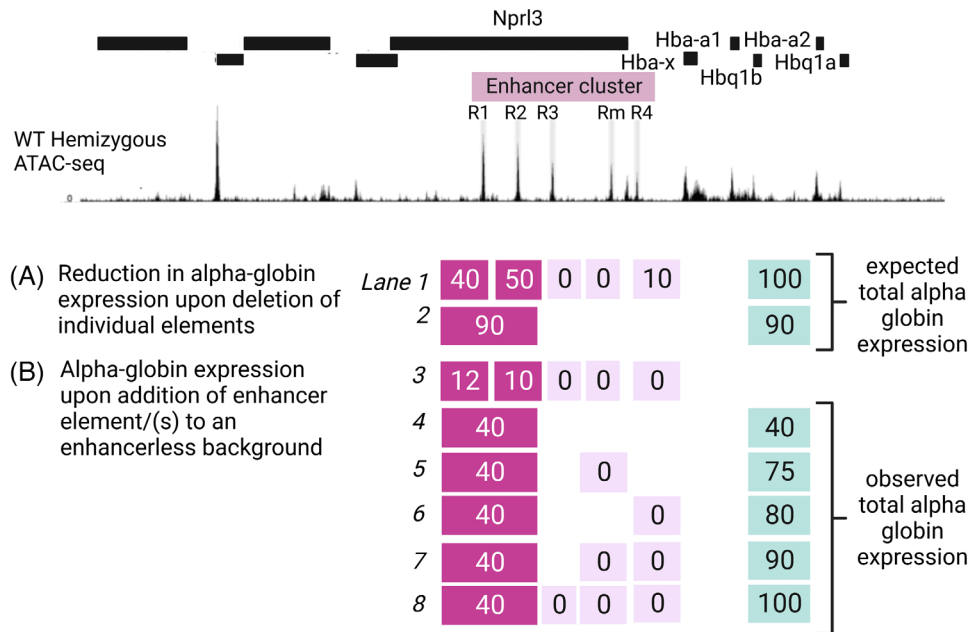 Nprl3
Hba-a1 Hba-a2
Hba-x Hbq1b Hbq1a
Enhancer cluster
R1 R2 R3 Rm R4
WT Hemizygous
ATAC-seq
0
(A) Reduction in alpha-globin
expression upon deletion of
individual elements
Lane 1 40 50 0 0 10 100
2 90 90
expected
total alpha
globin
expression
(B) Alpha-globin expression
upon addition of enhancer
element/(s) to an
enhancerless background
3 12 10 0 0 0
4 40 40
5 40 0 75
6 40 0 80
7 40 0 0 90
8 40 0 0 0 100
observed
total alpha
globin
expression